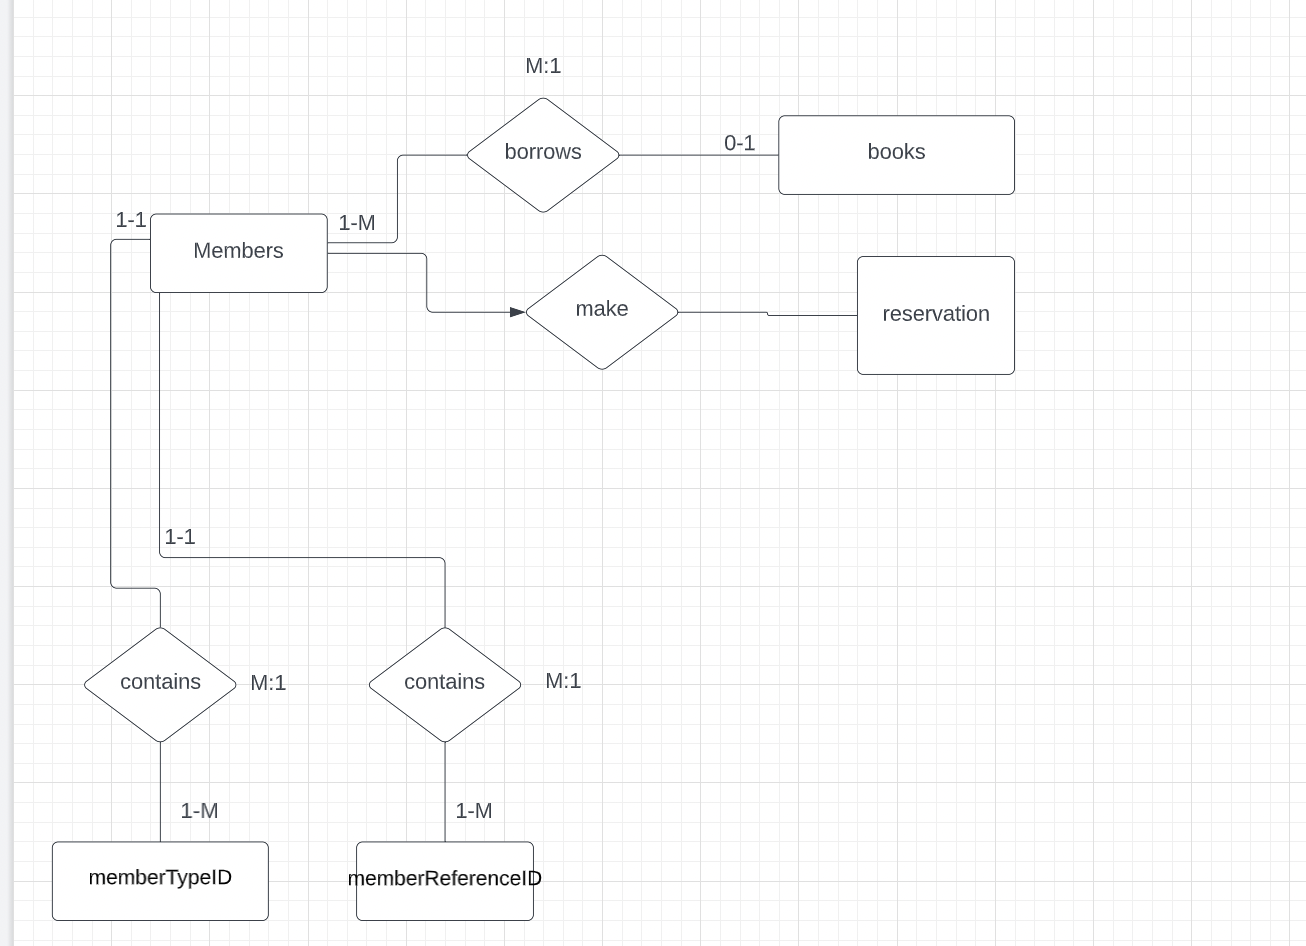 M:1
borrows
0-1
books
1-1
Members
1-M
make
reservation
1-1
contains
M:1
contains
M:1
1-M
1-M
memberTypeID
memberReferenceID